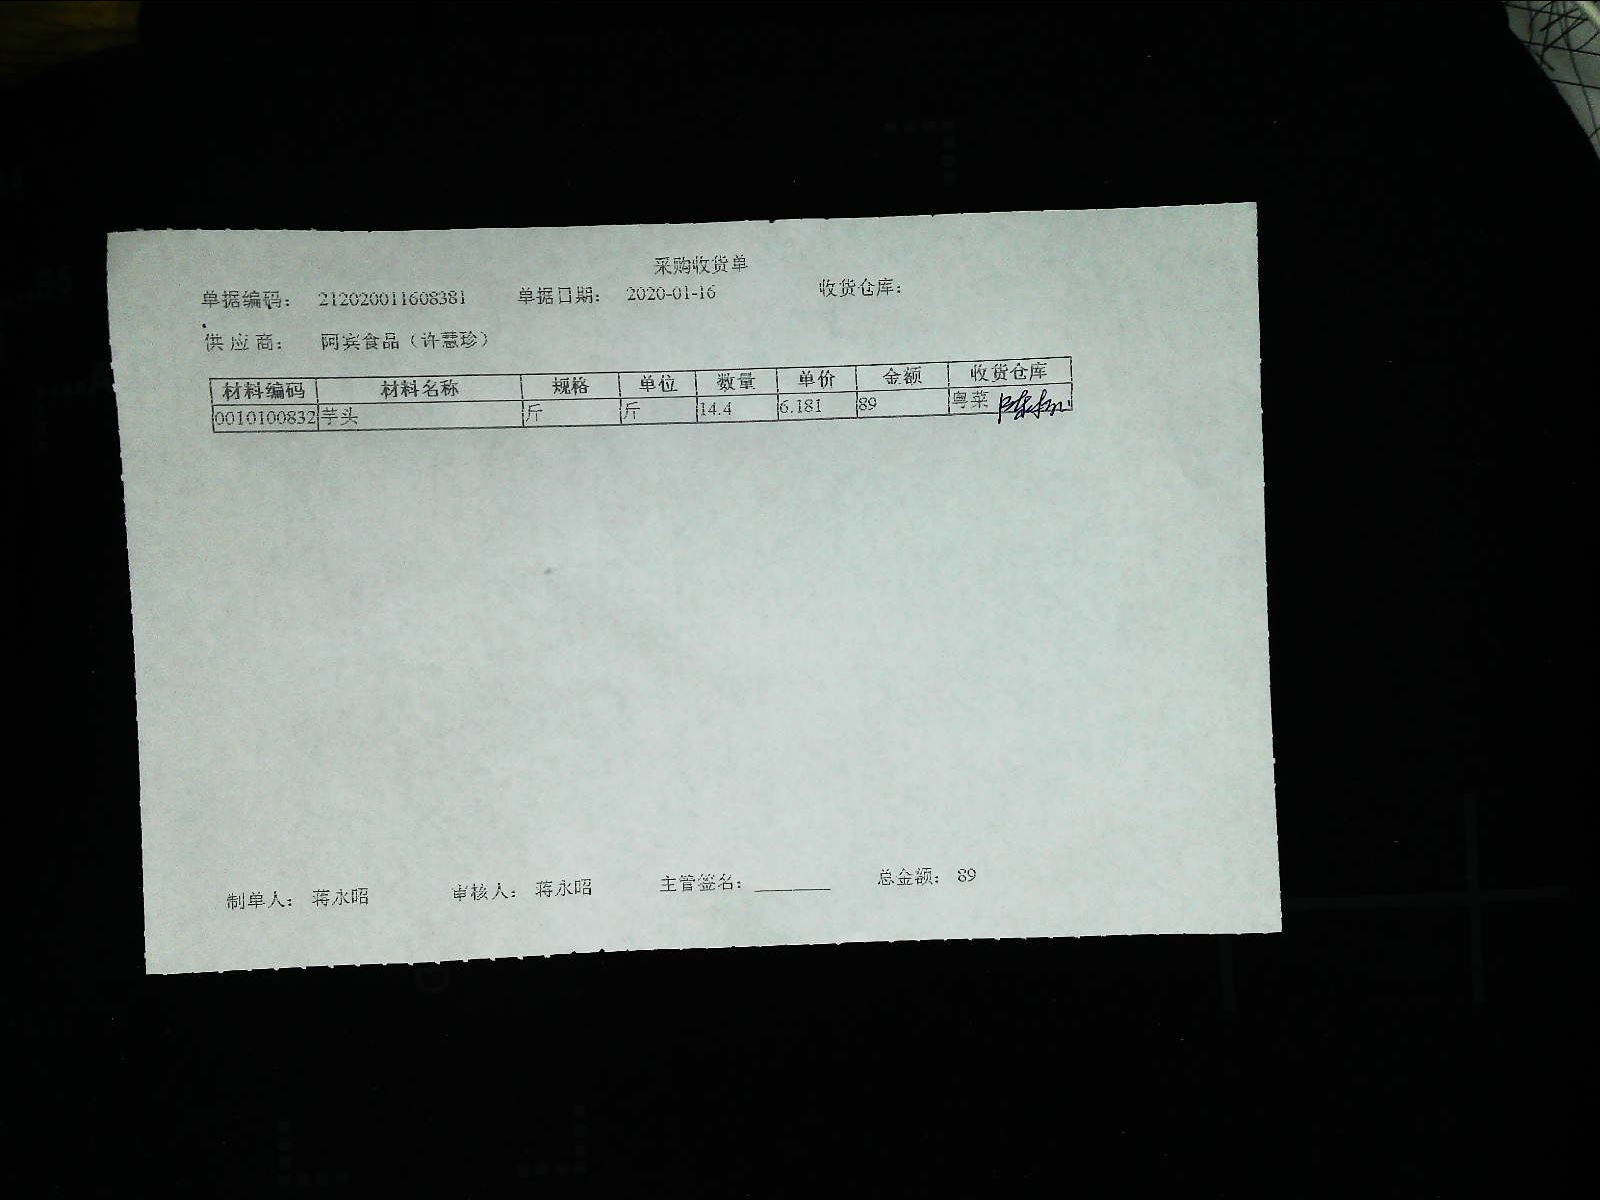 采购收货单
单据编码： 212020011608381 单据日期： 2020-01-16 收货仓库：
供应商： 阿宾食品（许慧珍）
材料编码 材料名称 规格 单位 数量 单价 金额 收货仓库
0010100832 芋头 斤 斤 14.4 6.181 89 粤菜
制单人： 蒋永昭 审核人： 蒋永昭 主管签名：________ 总金额： 89